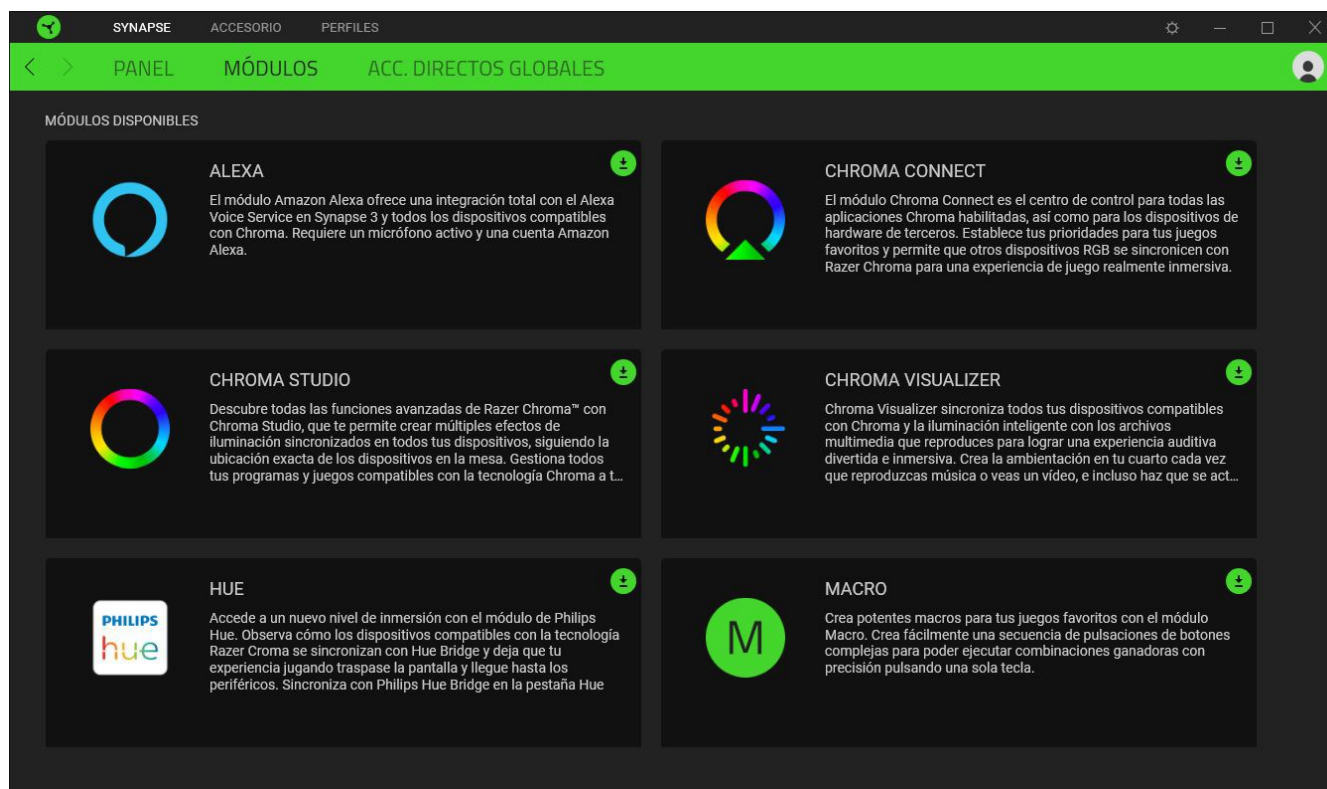 SYNAPSE ACCESORIO PERFILES
PANEL MÓDULOS ACC. DIRECTOS GLOBALES
MÓDULOS DISPONIBLES
ALEXA
El módulo Amazon Alexa ofrece una integración total con el Alexa
Voice Service en Synapse 3 y todos los dispositivos compatibles
con Chroma. Requiere un micrófono activo y una cuenta Amazon
Alexa.
CHROMA CONNECT
El módulo Chroma Connect es el centro de control para todas las
aplicaciones Chroma habilitadas, así como para los dispositivos de
hardware de terceros. Establece tus prioridades para tus juegos
favoritos y permite que otros dispositivos RGB se sincronicen con
Razer Chroma para una experiencia de juego realmente inmersiva.
CHROMA STUDIO
Descubre todas las funciones avanzadas de Razer Chroma™ con
Chroma Studio, que te permite crear múltiples efectos de
iluminación sincronizados en todos tus dispositivos, siguiendo la
ubicación exacta de los dispositivos en la mesa. Gestiona todos
tus programas y juegos compatibles con la tecnología Chroma a t...
CHROMA VISUALIZER
Chroma Visualizer sincroniza todos tus dispositivos compatibles
con Chroma y la iluminación inteligente con los archivos
multimedia que reproduces para lograr una experiencia auditiva
divertida e inmersiva. Crea la ambientación en tu cuarto cada vez
que reproduzcas música o veas un vídeo, e incluso haz que se act...
PHILIPS
hue
HUE
Accede a un nuevo nivel de inmersión con el módulo de Philips
Hue. Observa cómo los dispositivos compatibles con la tecnología
Razer Croma se sincronizan con Hue Bridge y deja que tu
experiencia jugando traspase la pantalla y llegue hasta los
periféricos. Sincroniza con Philips Hue Bridge en la pestaña Hue
M
MACRO
Crea potentes macros para tus juegos favoritos con el módulo
Macro. Crea fácilmente una secuencia de pulsaciones de botones
complejas para poder ejecutar combinaciones ganadoras con
precisión pulsando una sola tecla.